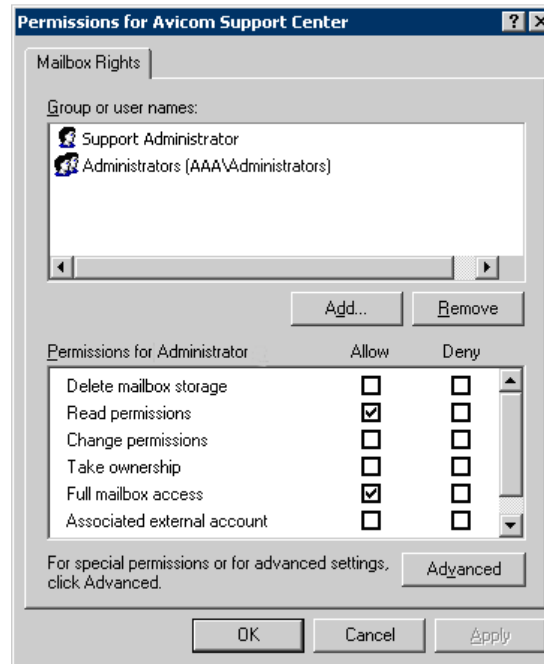 Permissions for Avicom Support Center
Mailbox Rights
Group or user names:
Support Administrator
Administrators (AAA\Administrators)
Add... Remove
Permissions for Administrator Allow Deny
Delete mailbox storage
Read permissions
Change permissions
Take ownership
Full mailbox access
Associated external account
For special permissions or for advanced settings,
click Advanced.
Advanced
OK Cancel Apply